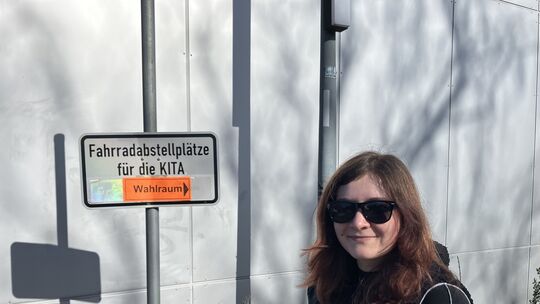 Fahrradabstellplätze
für die KITA
Wahlraum